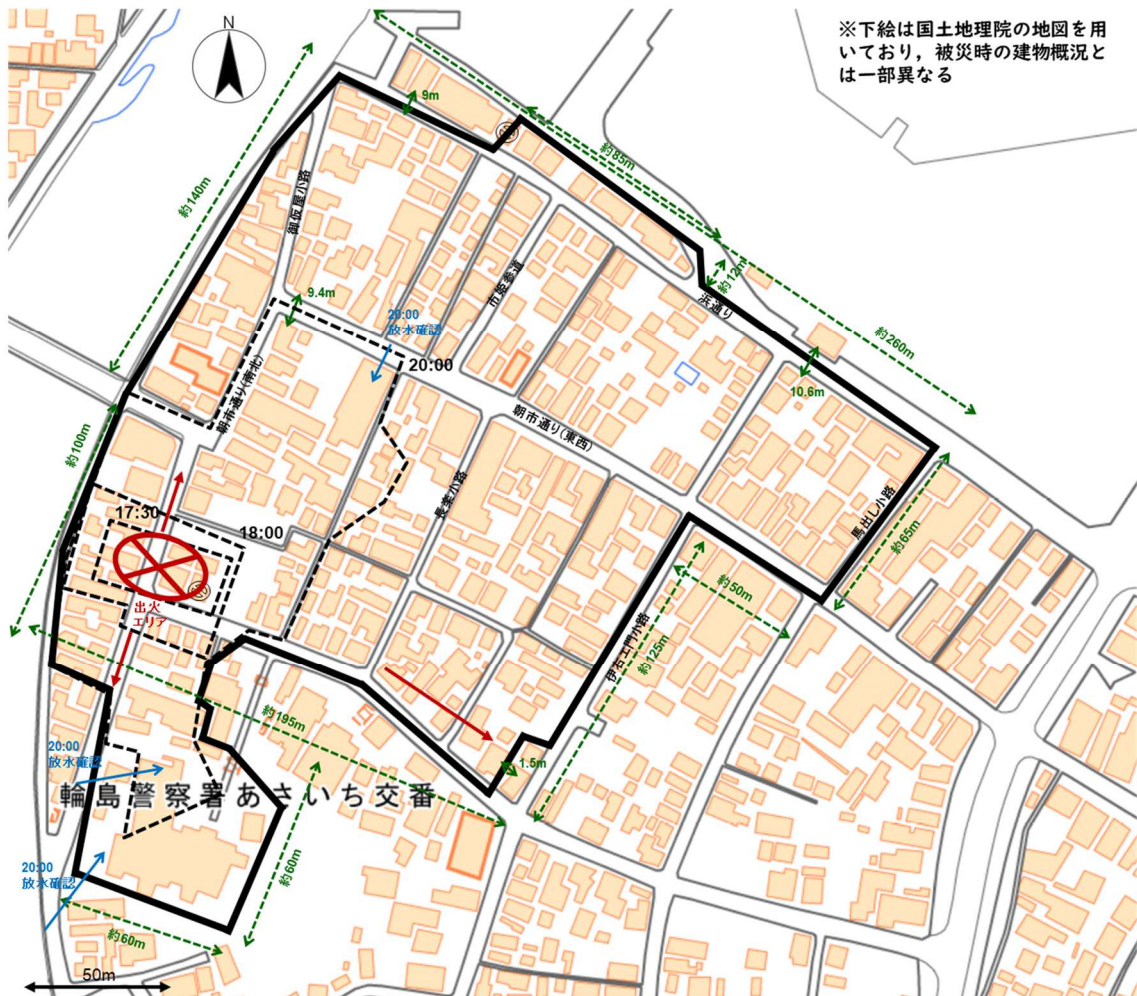 ※下絵は国土地理院の地図を用
いており，被災時の建物概況と
は一部異なる
N
9m
約85m
約140m
御仮屋小路
市姫参道
約12m
浜通り
9.4m
20:00
放水確認
20:00
約260m
10.6m
朝市通り(南北)
朝市通り(東西)
約100m
長楽小路
馬出し小路
約65m
17:30
18:00
約50m
出火
エリア
伊右エ門小路
約125m
約195m
20:00
放水確認
1.5m
輪島警察署あさいち交番
20:00
放水確認
約60m
約60m
50m